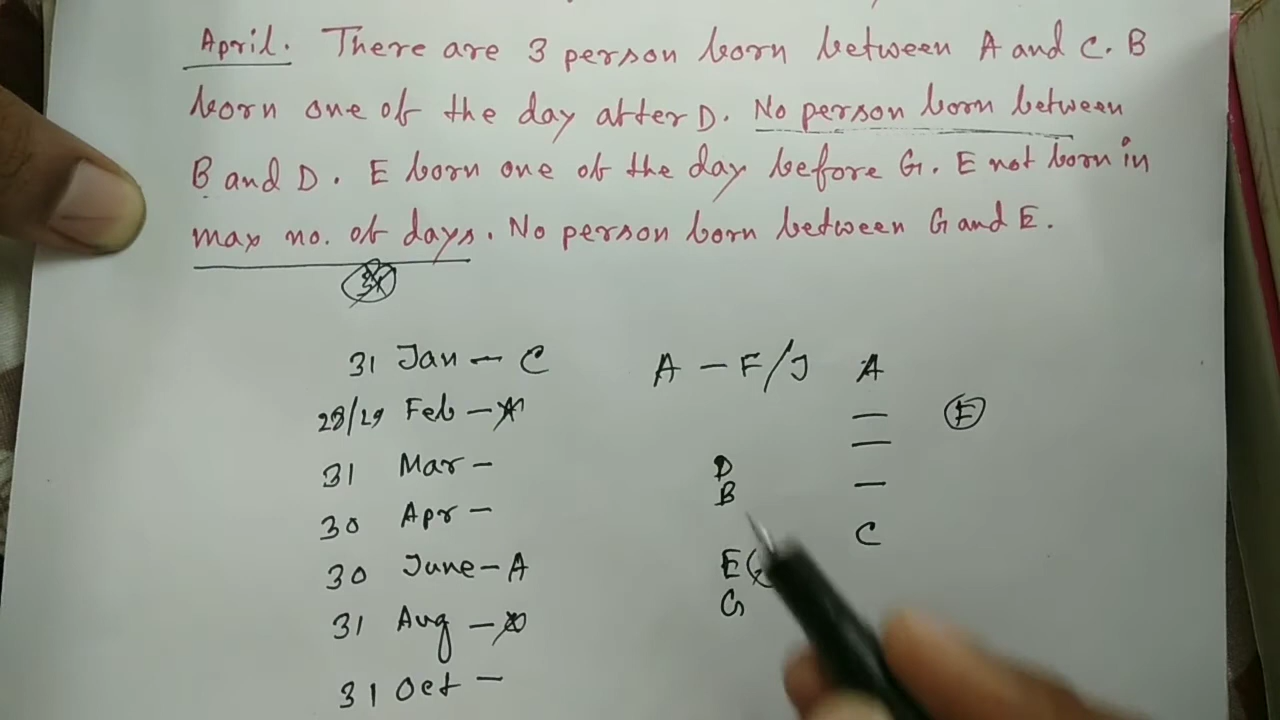 April. There are 3 person born between A and C. B
born one of the day after D. No person born between
B and D. E born one of the day before G. E not born in
max no. of days. No person born between G and E.
31
31 Jan - C
28/29 Feb - A
31 Mar -
30 Apr -
30 June - A
31 Aug -
31 Oct -
A - F/J
D
B
E(
G
A
-
-
-
C
E